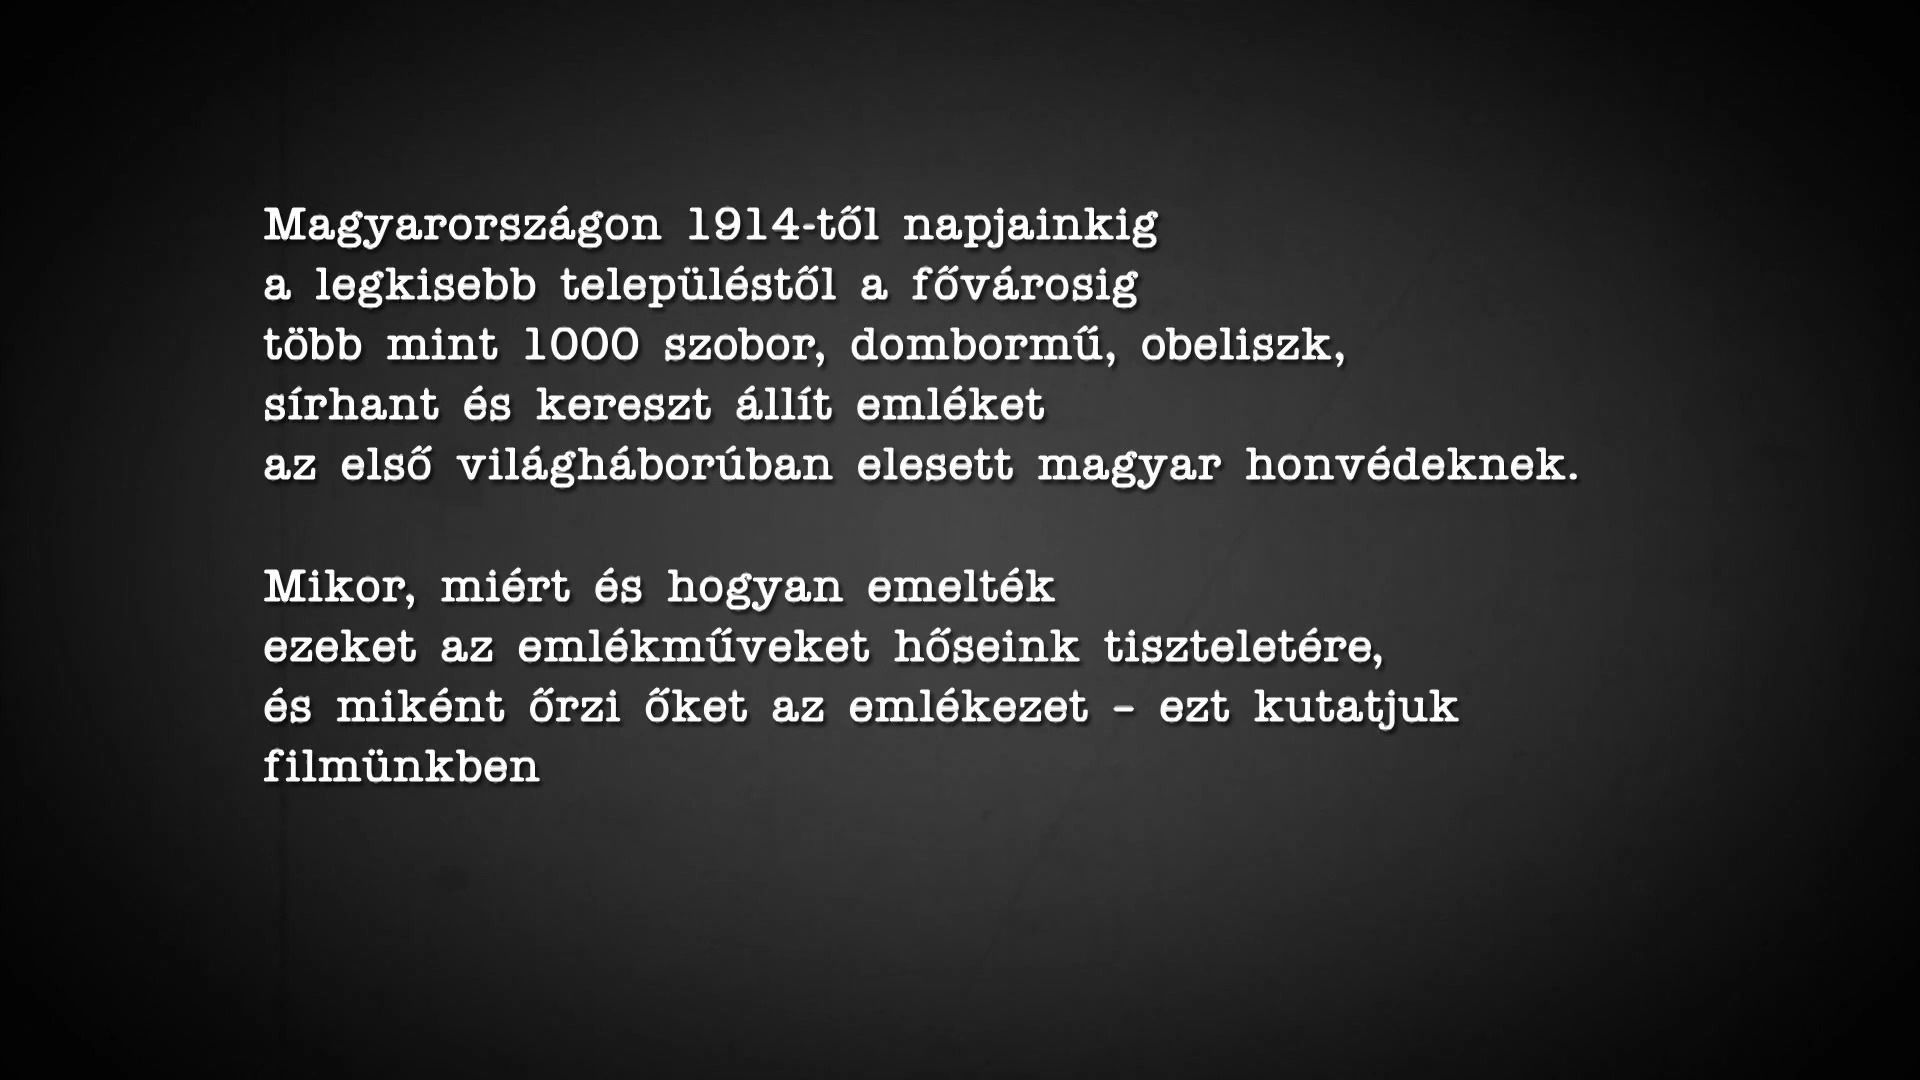 Magyarországon 1914-től napjainkig
a legkisebb településtől a fővárosig
több mint 1000 szobor, dombormű, obeliszk,
sírhant és kereszt állít emléket
az első világháborúban elesett magyar honvédeknek.
Mikor, miért és hogyan emelték
ezeket az emlékműveket hőseink tiszteletére,
és miként őrzi őket az emlékezet – ezt kutatjuk
filmünkben